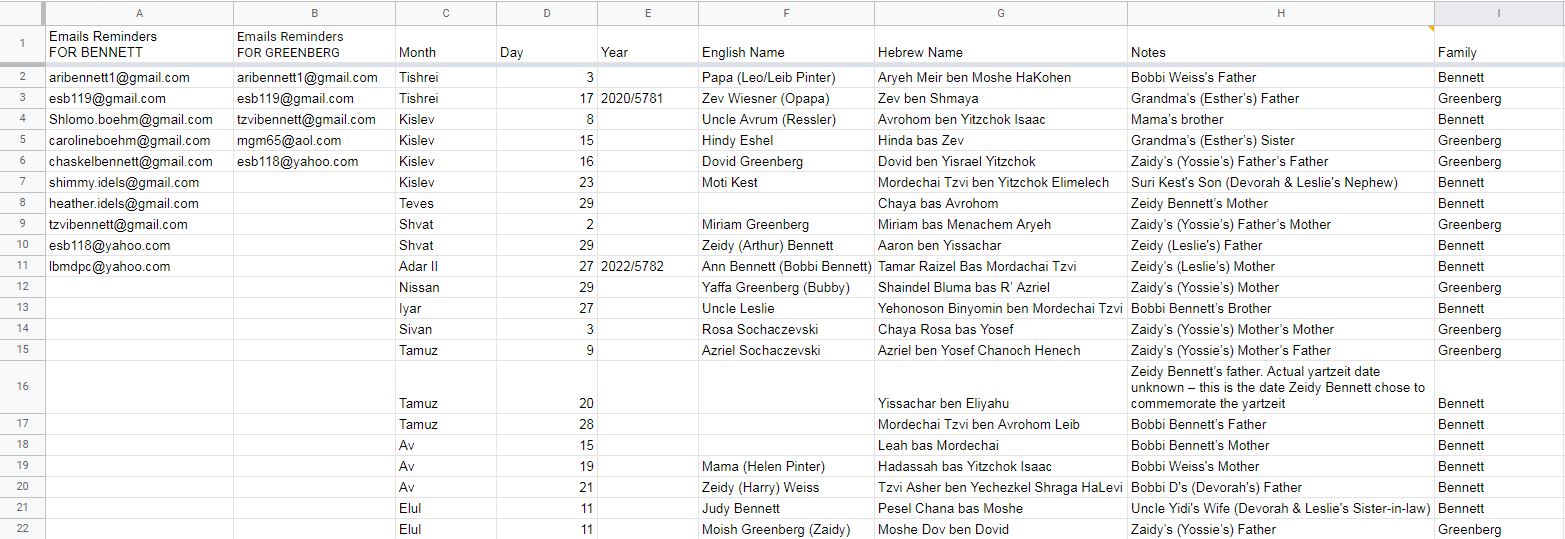 A B C D E F G H I
1 Emails Reminders FOR BENNETT Emails Reminders FOR GREENBERG Month Day Year English Name Hebrew Name Notes Family
2 aribennett1@gmail.com aribennett1@gmail.com Tishrei 3 Papa (Leo/Leib Pinter) Aryeh Meir ben Moshe HaKohen Bobbi Weiss's Father Bennett
3 esb119@gmail.com esb119@gmail.com Tishrei 17 2020/5781 Zev Wiesner (Opapa) Zev ben Shmaya Grandma's (Esther's) Father Greenberg
4 Shlomo.boehm@gmail.com tzvibennett@gmail.com Kislev 8 Uncle Avrum (Ressler) Avrohom ben Yitzchok Isaac Mama's brother Bennett
5 carolineboehm@gmail.com mgm65@aol.com Kislev 15 Hindy Eshel Hinda bas Zev Grandma's (Esther's) Sister Greenberg
6 chaskelbennett@gmail.com esb118@yahoo.com Kislev 16 Dovid Greenberg Dovid ben Yisrael Yitzchok Zaidy's (Yossie's) Father's Father Greenberg
7 shimmy.idels@gmail.com Kislev 23 Moti Kest Mordechai Tzvi ben Yitzchok Elimelech Suri Kest's Son (Devorah & Leslie's Nephew) Bennett
8 heather.idels@gmail.com Teves 29 Chaya bas Avrohom Zeidy Bennett's Mother Bennett
9 tzvibennett@gmail.com Shvat 2 Miriam Greenberg Miriam bas Menachem Aryeh Zaidy's (Yossie's) Father's Mother Greenberg
10 esb118@yahoo.com Shvat 29 Zeidy (Arthur) Bennett Aaron ben Yissachar Zeidy (Leslie's) Father Bennett
11 lbmdpc@yahoo.com Adar II 27 2022/5782 Ann Bennett (Bobbi Bennett) Tamar Raizel Bas Mordachai Tzvi Zeidy's (Leslie's) Mother Bennett
12 Nissan 29 Yaffa Greenberg (Bubby) Shaindel Bluma bas R' Azriel Zaidy's (Yossie's) Mother Greenberg
13 Iyar 27 Uncle Leslie Yehonoson Binyomin ben Mordechai Tzvi Bobbi Bennett's Brother Bennett
14 Sivan 3 Rosa Sochaczevski Chaya Rosa bas Yosef Zaidy's (Yossie's) Mother's Mother Greenberg
15 Tamuz 9 Azriel Sochaczevski Azriel ben Yosef Chanoch Henech Zaidy's (Yossie's) Mother's Father Greenberg
16 Tamuz 20 Yissachar ben Eliyahu Zeidy Bennett's father. Actual yartzeit date unknown – this is the date Zeidy Bennett chose to commemorate the yartzeit Bennett
17 Tamuz 28 Mordechai Tzvi ben Avrohom Leib Bobbi Bennett's Father Bennett
18 Av 15 Leah bas Mordechai Bobbi Bennett's Mother Bennett
19 Av 19 Mama (Helen Pinter) Hadassah bas Yitzchok Isaac Bobbi Weiss's Mother Bennett
20 Av 21 Zeidy (Harry) Weiss Tzvi Asher ben Yechezkel Shraga HaLevi Bobbi D's (Devorah's) Father Bennett
21 Elul 11 Judy Bennett Pesel Chana bas Moshe Uncle Yidi's Wife (Devorah & Leslie's Sister-in-law) Bennett
22 Elul 11 Moish Greenberg (Zaidy) Moshe Dov ben Dovid Zaidy's (Yossie's) Father Greenberg